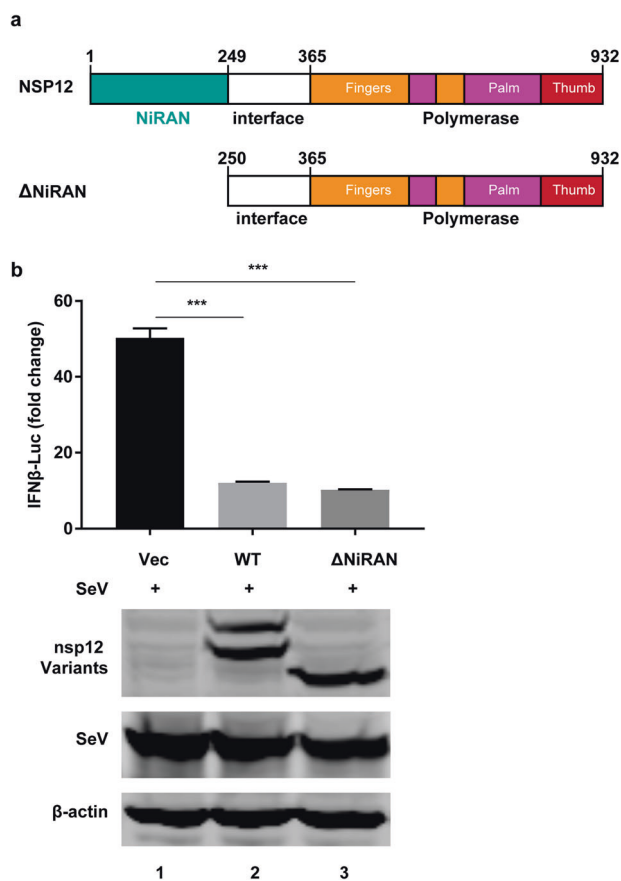 a
1 249 365 932
NSP12 Fingers Palm Thumb
NiRAN interface Polymerase
250 365 932
ΔNiRAN Fingers Palm Thumb
interface Polymerase
b
***
***
IFNβ-Luc (fold change)
60
40
20
0
Vec WT ΔNiRAN
SeV + + +
nsp12
Variants
SeV
β-actin
1 2 3